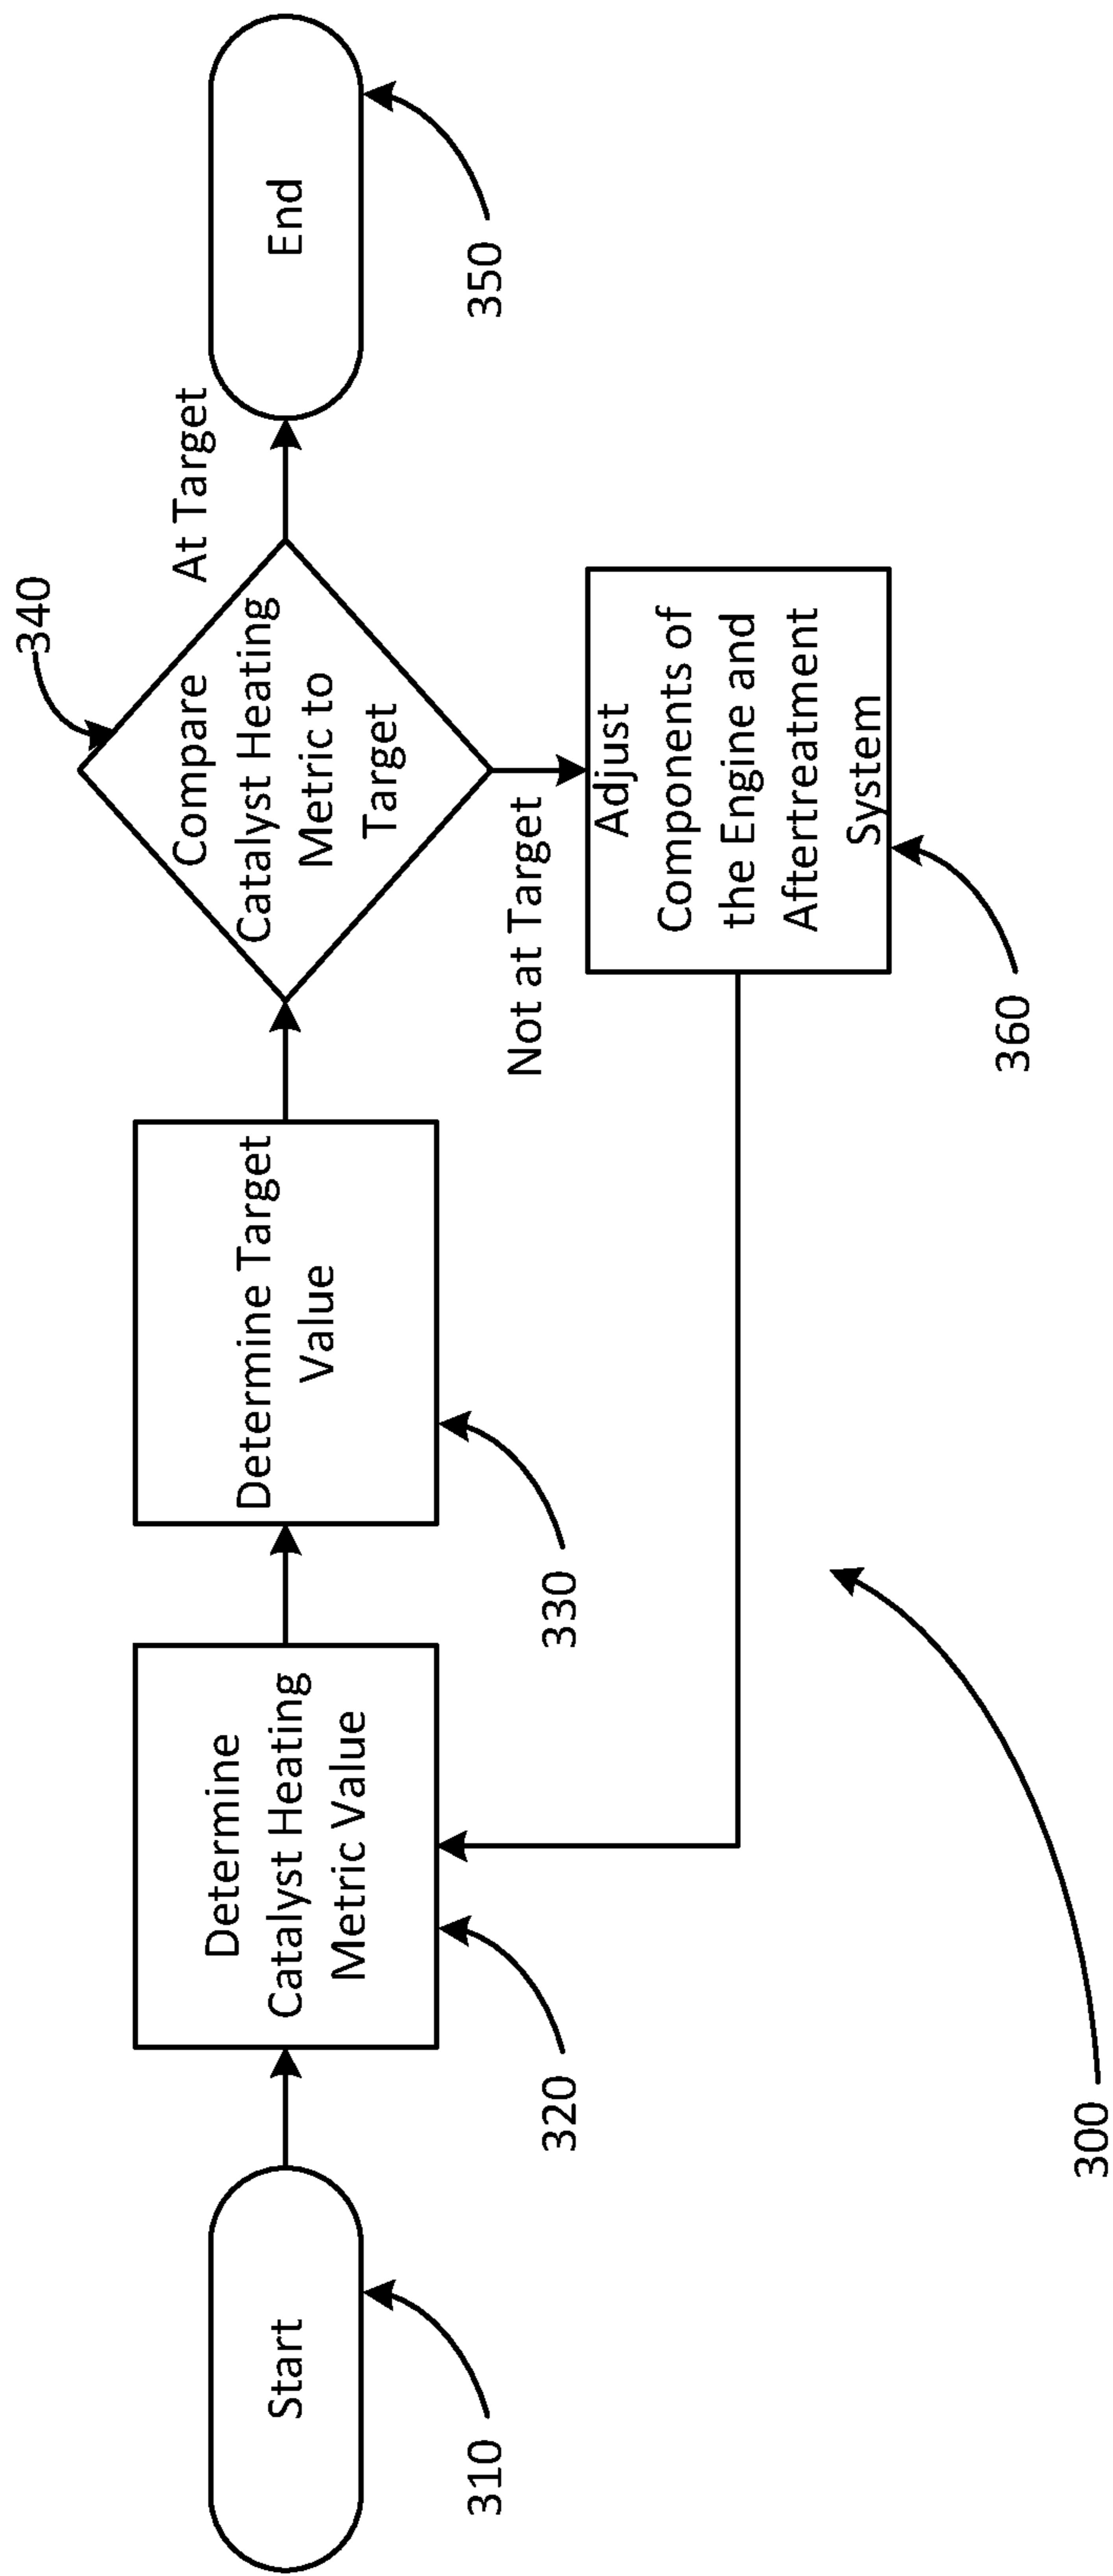 340
At Target
Start
Determine
Catalyst Heating
Metric Value
Determine Target
Value
Compare
Catalyst Heating
Metric to
Target
End
310
320
330
Not at Target
350
Adjust
Components of
the Engine and
Aftertreatment
System
360
300